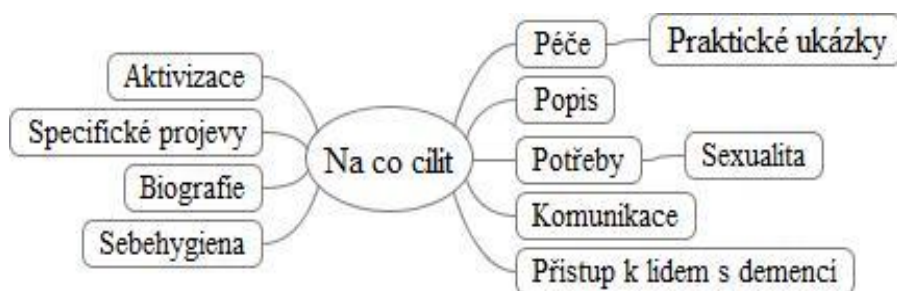 Aktivizace
Specifické projevy
Biografie
Sebehygiena
Na co cílit
Péče
Praktické ukázky
Popis
Potřeby
Sexualita
Komunikace
Přístup k lidem s demencí